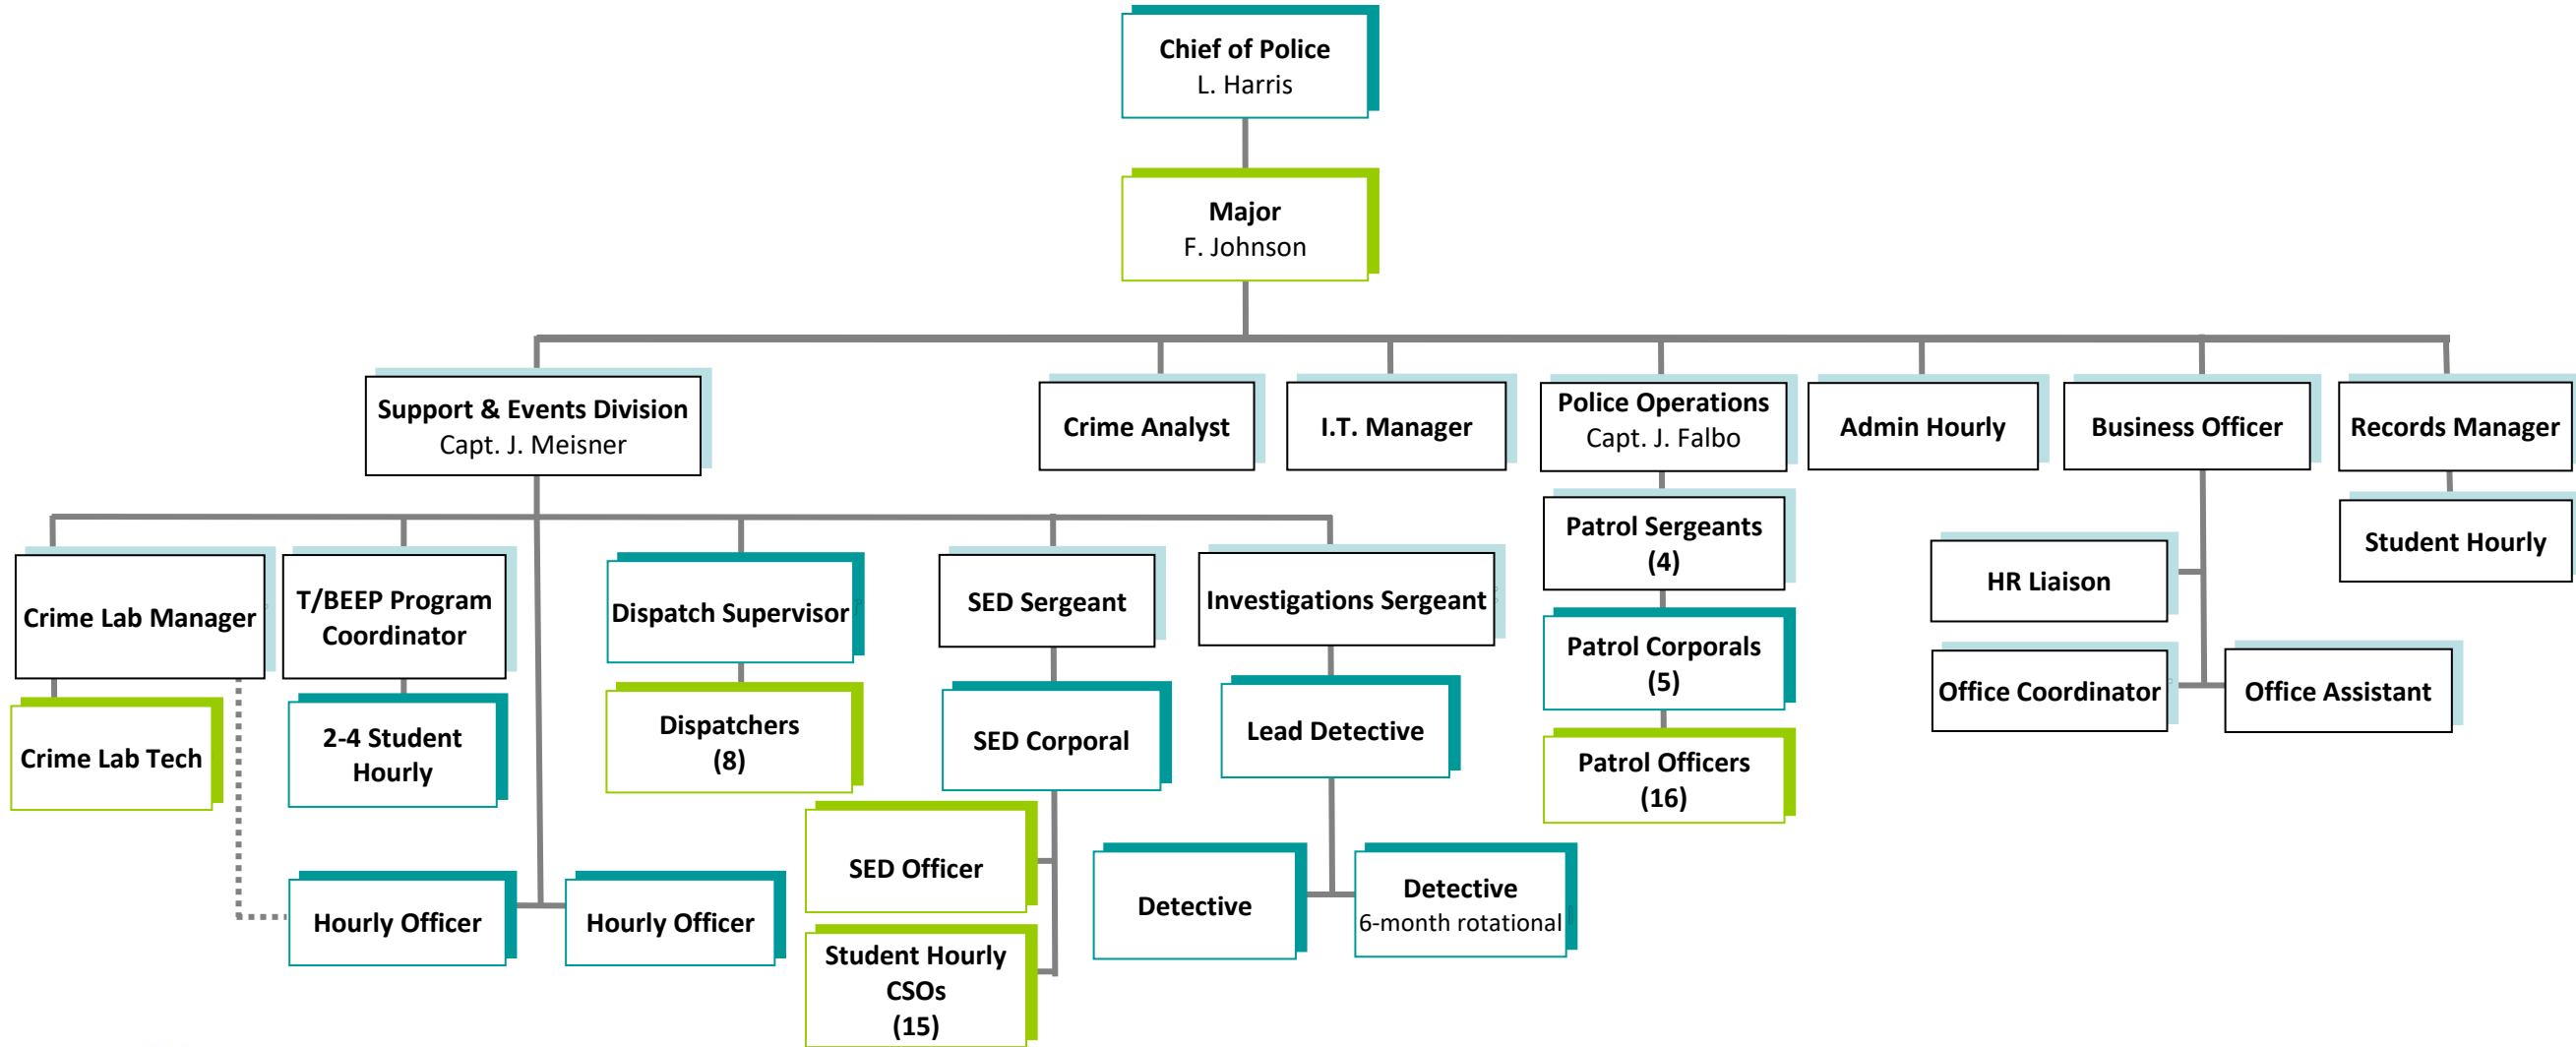 Chief of Police
L. Harris
Major
F. Johnson
Support & Events Division
Capt. J. Meisner
Crime Analyst
I.T. Manager
Police Operations
Capt. J. Falbo
Admin Hourly
Business Officer
Records Manager
Patrol Sergeants
(4)
Student Hourly
Crime Lab Manager
T/BEEP Program
Coordinator
Dispatch Supervisor
SED Sergeant
Investigations Sergeant
HR Liaison
Patrol Corporals
(5)
Office Coordinator
Office Assistant
Crime Lab Tech
2-4 Student
Hourly
Dispatchers
(8)
SED Corporal
Lead Detective
Patrol Officers
(16)
SED Officer
Hourly Officer
Hourly Officer
Detective
Detective
6-month rotational
Student Hourly
CSOs
(15)